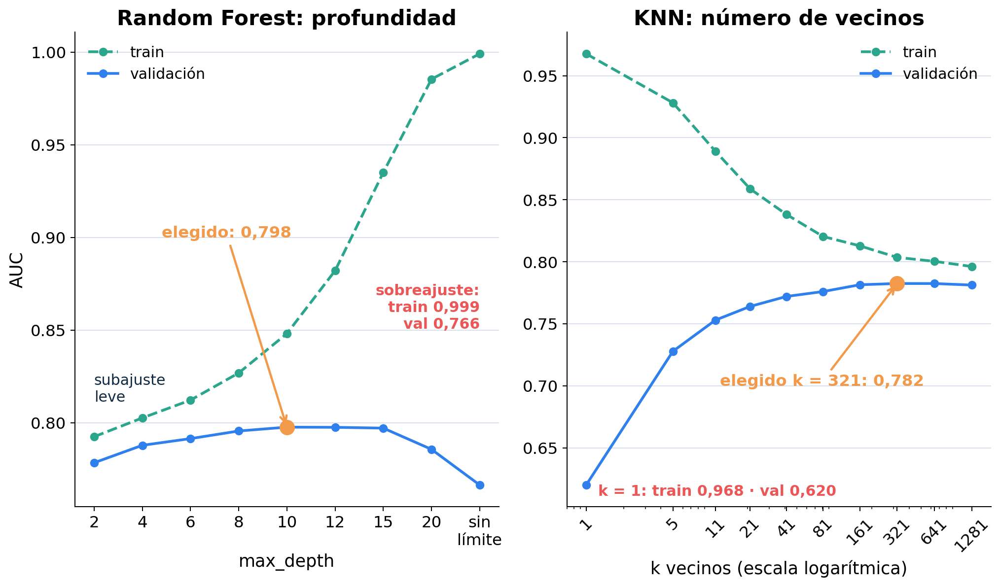 Random Forest: profundidad
train
validación
1.00
0.95
0.90
0.85
0.80
AUC
elegido: 0,798
sobreajuste:
train 0,999
val 0,766
subajuste
leve
2
4
6
8
10
12
15
20
sin
límite
max_depth
KNN: número de vecinos
train
validación
0.95
0.90
0.85
0.80
0.75
0.70
0.65
elegido k = 321: 0,782
k = 1: train 0,968 · val 0,620
1
5
11
21
41
81
161
321
641
1281
k vecinos (escala logarítmica)